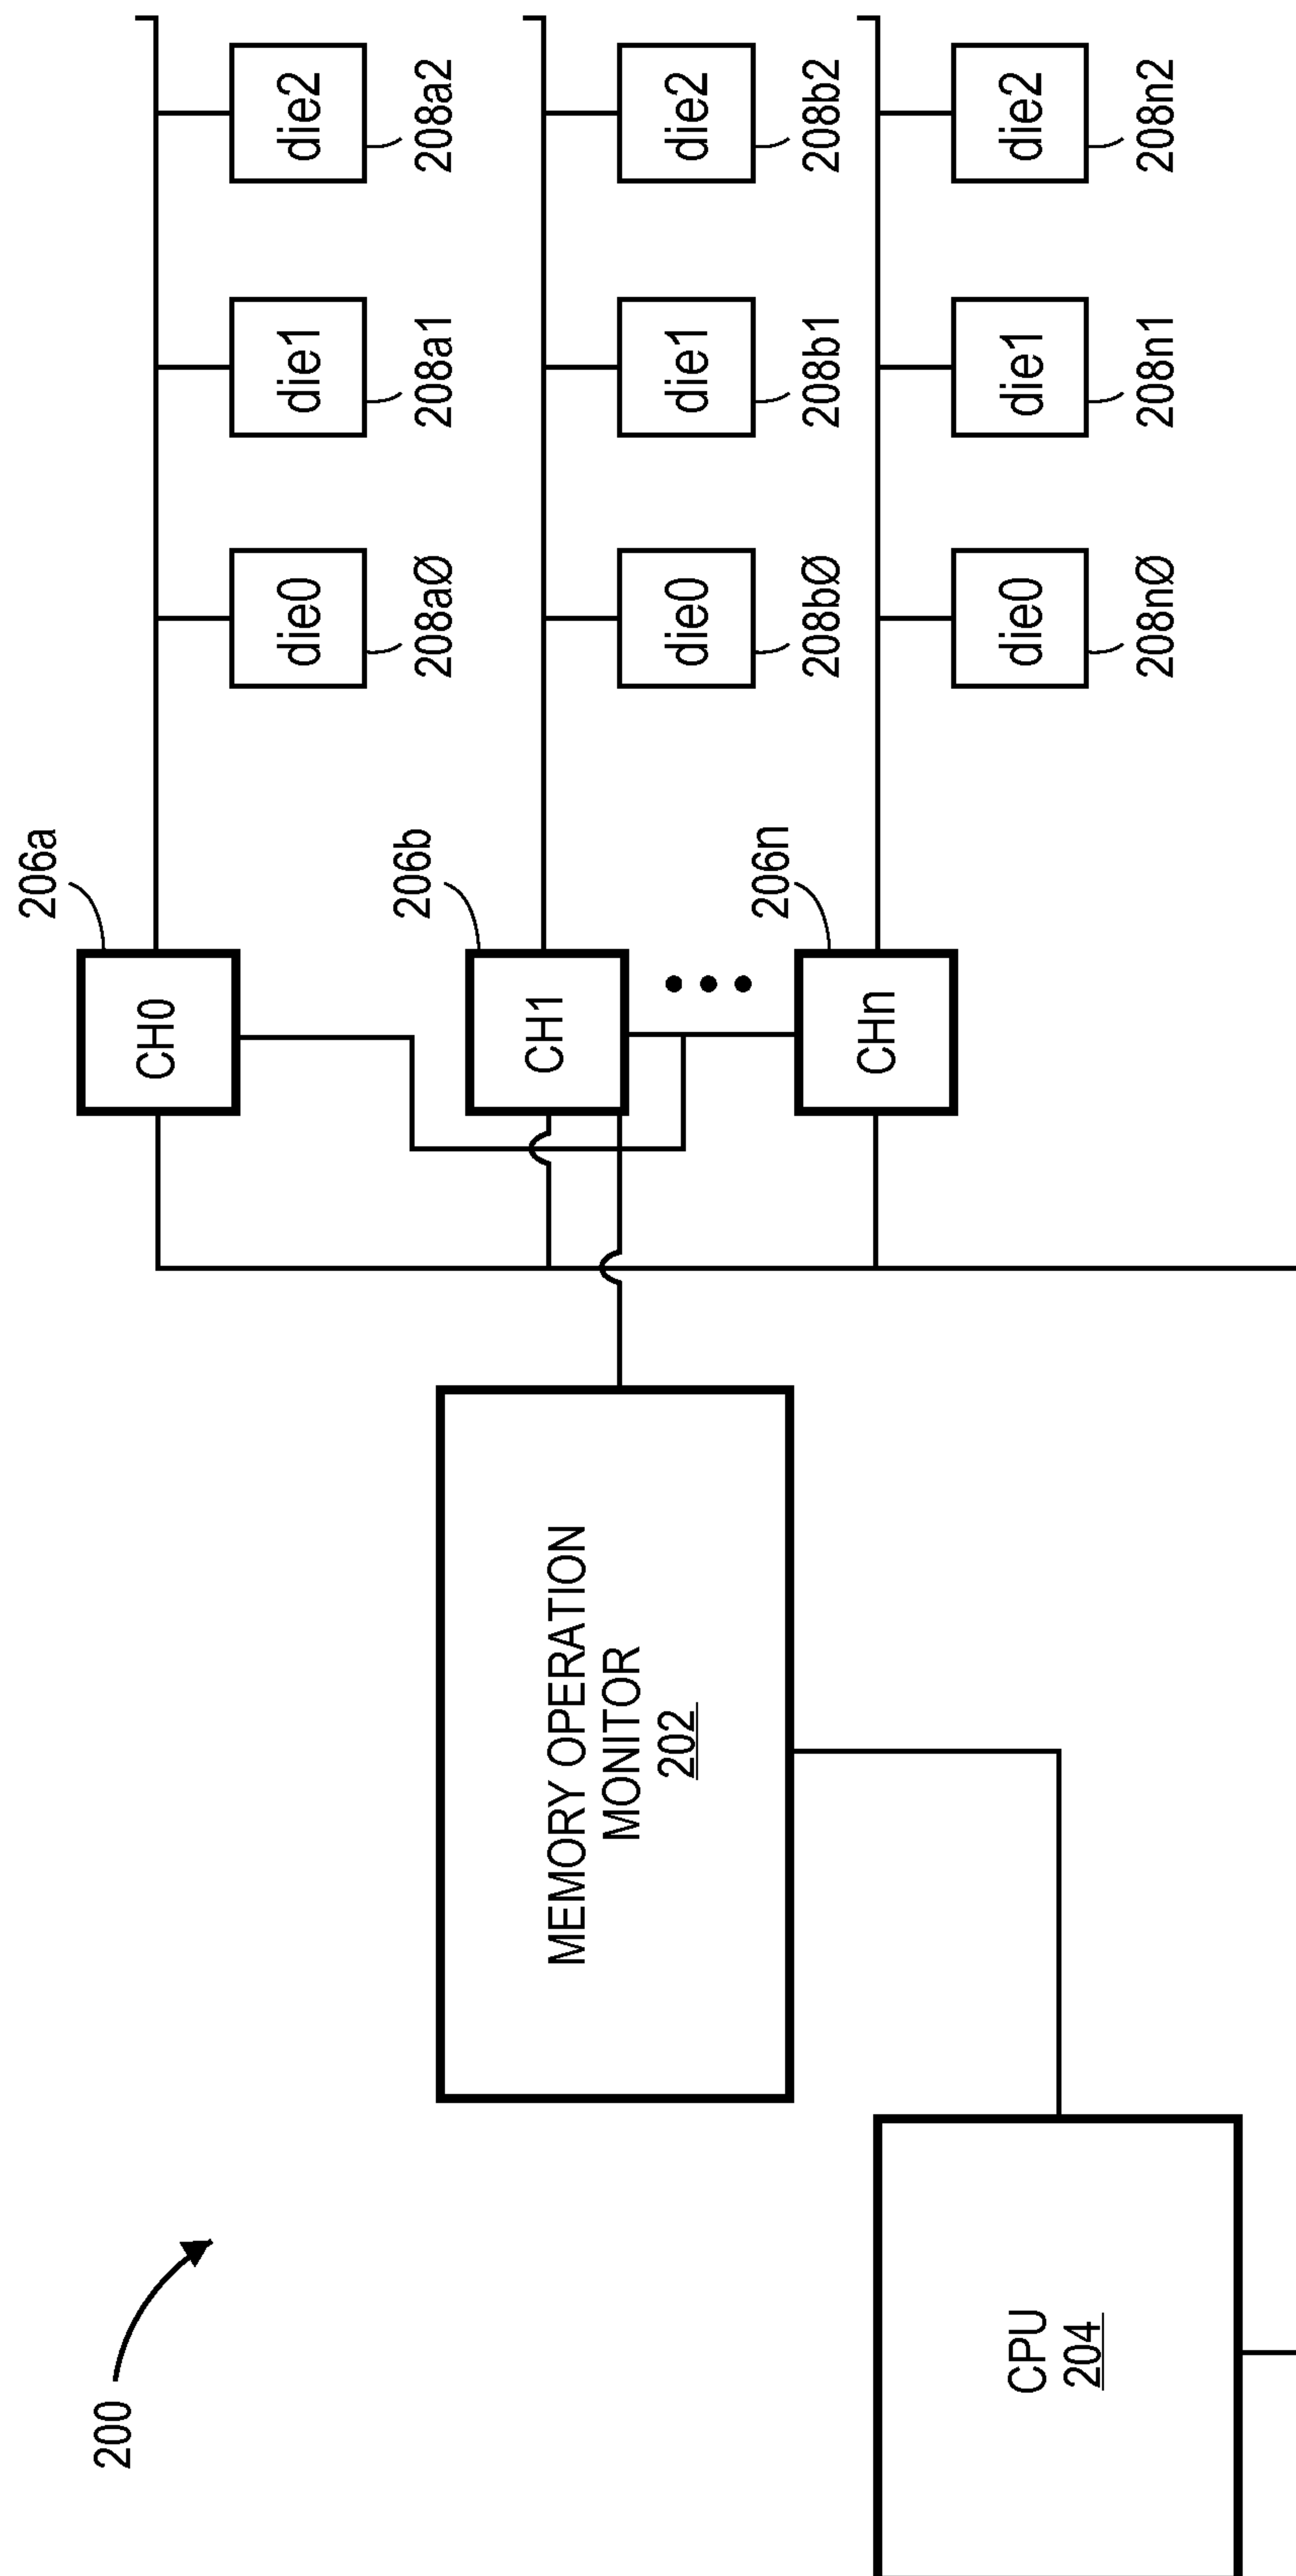 200
MEMORY OPERATION
MONITOR
202
CPU
204
206a
CH0
die0
208aØ
die1
208a1
die2
208a2
206b
CH1
die0
208bØ
die1
208b1
die2
208b2
206n
CHn
die0
208nØ
die1
208n1
die2
208n2